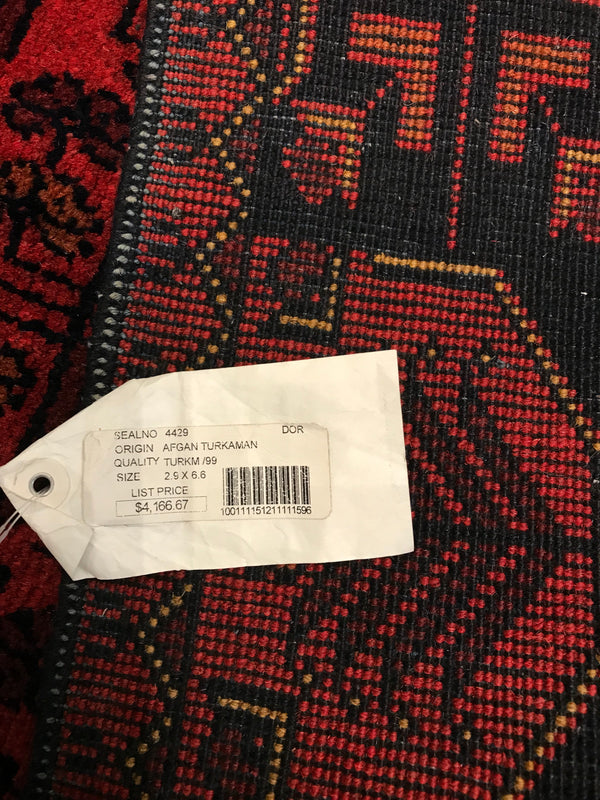 SEALNO 4429 DOR
ORIGIN AFGAN TURKAMAN
QUALITY TURKM /99
SIZE 2.9 X 6.6
LIST PRICE
$4,166.67
10011115121111596